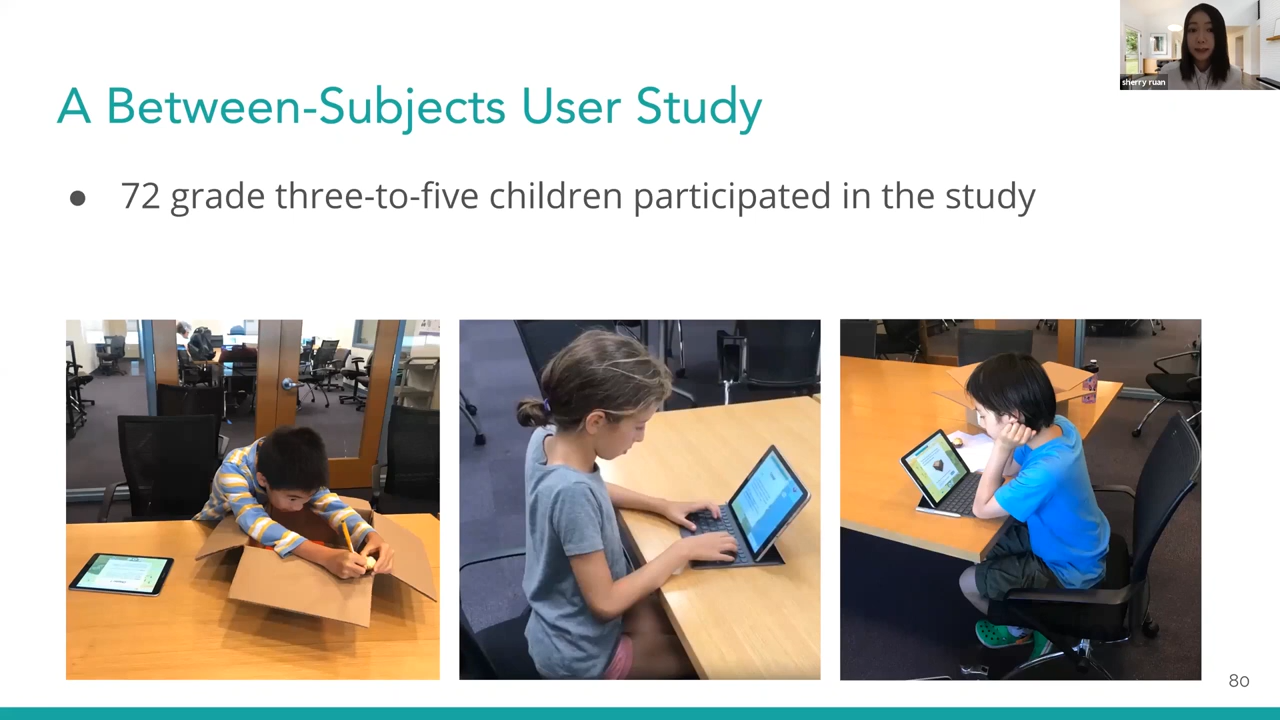 sherry ruan
A Between-Subjects User Study
● 72 grade three-to-five children participated in the study
80